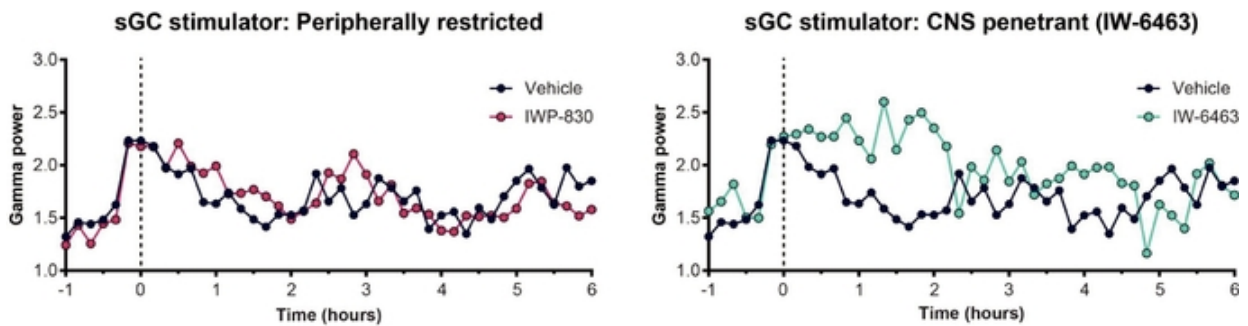 sGC stimulator: Peripherally restricted
3.0
2.5
2.0
1.5
1.0
Gamma power
Vehicle
IWP-830
-1 0 1 2 3 4 5 6
Time (hours)
sGC stimulator: CNS penetrant (IW-6463)
3.0
2.5
2.0
1.5
1.0
Gamma power
Vehicle
IW-6463
-1 0 1 2 3 4 5 6
Time (hours)